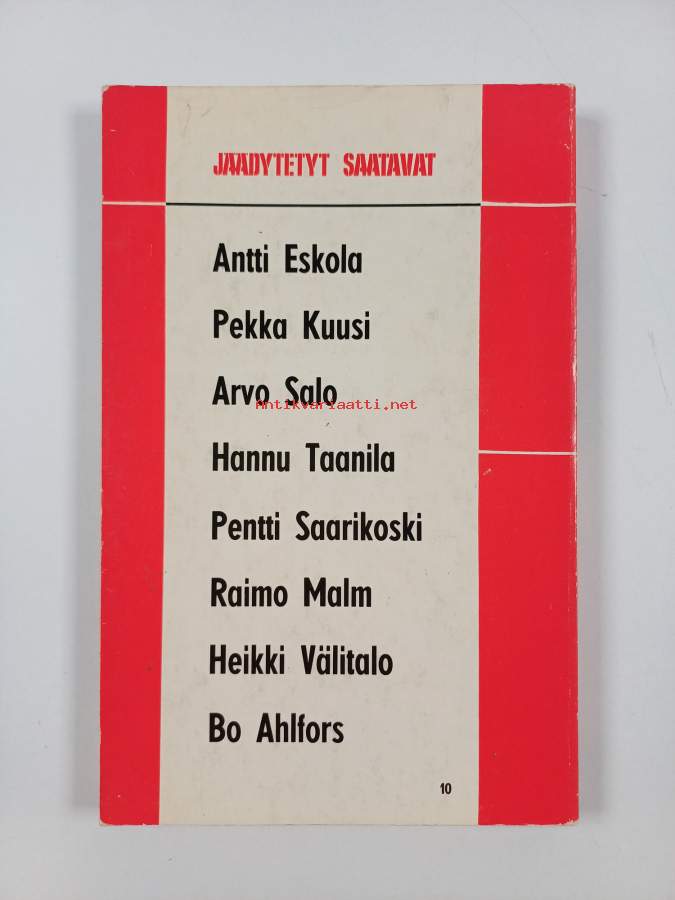 JÄÄDYTETYT SAATAVAT
Antti Eskola
Pekka Kuusi
Arvo Salo
Antikvariaatti.net
Hannu Taanila
Pentti Saarikoski
Raimo Malm
Heikki Välitalo
Bo Ahlfors
10